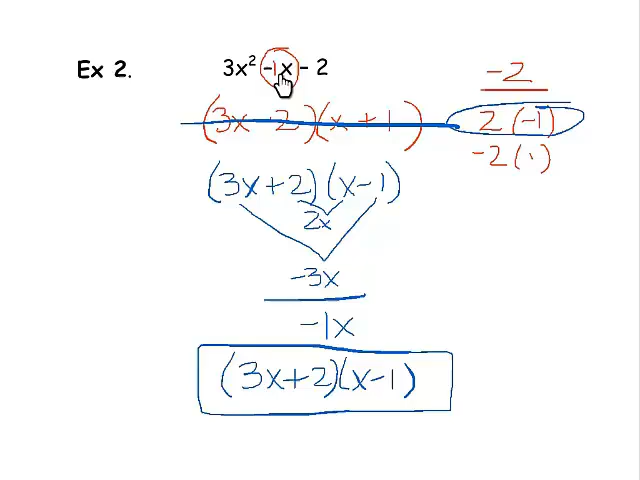 Ex 2. 3x² -1x - 2
-2
(3x - 2)(x + 1)
2(-1)
-2(1)
(3x+2)(x-1)
2x
-3x
-1x
(3x+2)(x-1)